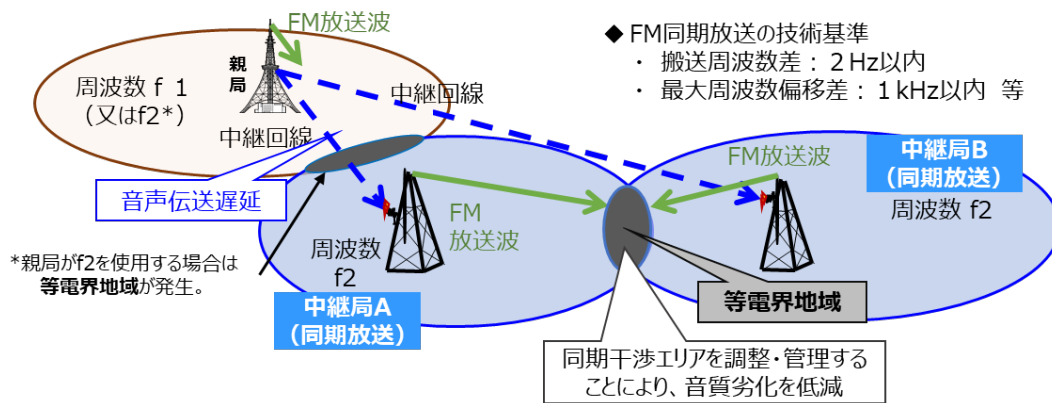 FM放送波
親局
周波数 f 1
（又はf2*）
中継回線
中継回線
音声伝送遅延
*親局がf2を使用する場合は
等電界地域が発生。
◆ FM同期放送の技術基準
・ 搬送周波数差 : 2 Hz以内
・ 最大周波数偏移差 : 1 kHz以内 等
FM
放送波
周波数
f2
中継局A
（同期放送）
FM放送波
中継局B
（同期放送）
周波数 f2
等電界地域
同期干渉エリアを調整・管理する
ことにより、音質劣化を低減